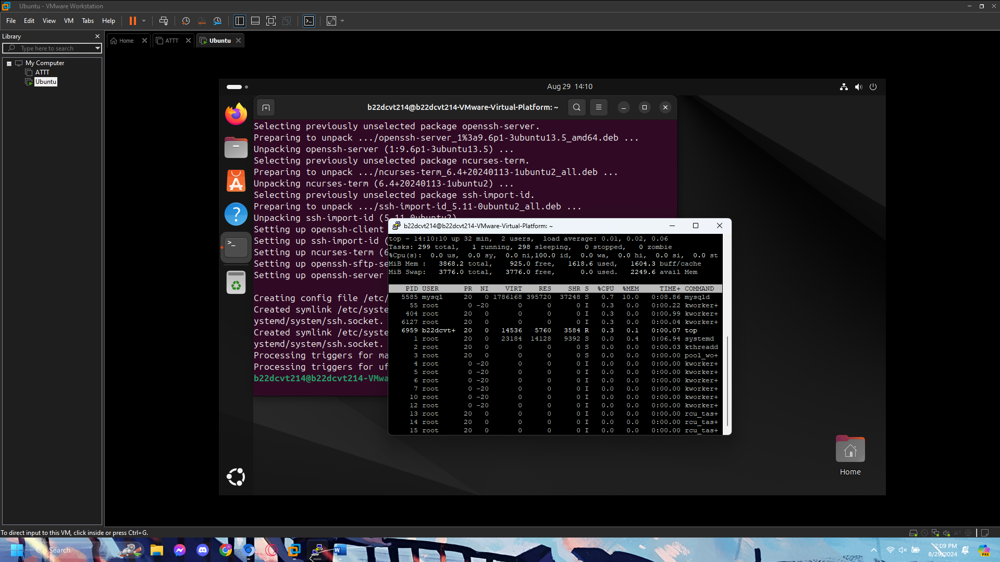 Ubuntu - VMware Workstation
File Edit View VM Tabs Help
Library
Type here to search
My Computer
ATTT
Ubuntu
Home
ATTT
Ubuntu
Aug 29 14:10
b22dcvt214@b22dcvt214-VMware-Virtual-Platform: ~
Selecting previously unselected package openssh-server.
Preparing to unpack .../openssh-server_1%3a9.6p1-3ubuntu13.5_amd64.deb ...
Unpacking openssh-server (1:9.6p1-3ubuntu13.5) ...
Selecting previously unselected package ncurses-term.
Preparing to unpack .../ncurses-term_6.4+20240113-1ubuntu2_all.deb ...
Unpacking ncurses-term (6.4+20240113-1ubuntu2) ...
Selecting previously unselected package ssh-import-id.
Preparing to unpack .../ssh-import-id_5.11-0ubuntu2_all.deb ...
Unpacking ssh-import-id (5.11-0ubuntu2)
Setting up openssh-client
Setting up ssh-import-id (
Setting up ncurses-term (6
Setting up openssh-sftp-se
Setting up openssh-server
Creating config file /etc/
Created symlink /etc/syste
ystemd/system/ssh.socket.
Created symlink /etc/syste
ystemd/system/ssh.socket.
Processing triggers for ma
Processing triggers for uf
b22dcvt214@b22dcvt214-VMwa
b22dcvt214@b22dcvt214-VMware-Virtual-Platform: ~
top - 14:10:10 up 32 min, 2 users, load average: 0.01, 0.02, 0.06
Tasks: 299 total, 1 running, 298 sleeping, 0 stopped, 0 zombie
%Cpu(s): 0.0 us, 0.0 sy, 0.0 ni,100.0 id, 0.0 wa, 0.0 hi, 0.0 si, 0.0 st
MiB Mem : 3868.2 total, 925.0 free, 1618.6 used, 1604.3 buff/cache
MiB Swap: 3776.0 total, 3776.0 free, 0.0 used. 2249.6 avail Mem
PID USER PR NI VIRT RES SHR S %CPU %MEM TIME+ COMMAND
5585 mysql 20 0 1786168 395720 37248 S 0.7 10.0 0:08.86 mysqld
55 root 0 -20 0 0 0 I 0.3 0.0 0:00.22 kworker+
404 root 20 0 0 0 0 I 0.3 0.0 0:00.99 kworker+
6127 root 20 0 0 0 0 I 0.3 0.0 0:00.04 kworker+
6959 b22dcvt+ 20 0 14536 5760 3584 R 0.3 0.1 0:00.07 top
1 root 20 0 23184 14128 9392 S 0.0 0.4 0:06.94 systemd
2 root 20 0 0 0 0 S 0.0 0.0 0:00.03 kthreadd
3 root 20 0 0 0 0 S 0.0 0.0 0:00.00 pool_wo+
4 root 0 -20 0 0 0 I 0.0 0.0 0:00.00 kworker+
5 root 0 -20 0 0 0 I 0.0 0.0 0:00.00 kworker+
6 root 0 -20 0 0 0 I 0.0 0.0 0:00.00 kworker+
7 root 0 -20 0 0 0 I 0.0 0.0 0:00.00 kworker+
10 root 0 -20 0 0 0 I 0.0 0.0 0:00.00 kworker+
12 root 0 -20 0 0 0 I 0.0 0.0 0:00.00 kworker+
13 root 20 0 0 0 0 I 0.0 0.0 0:00.00 rcu_tas+
14 root 20 0 0 0 0 I 0.0 0.0 0:00.00 rcu_tas+
15 root 20 0 0 0 0 I 0.0 0.0 0:00.00 rcu_tas+
Home
To direct input to this VM, click inside or press Ctrl+G.
Search
2:09 PM
8/29/2024
PRE